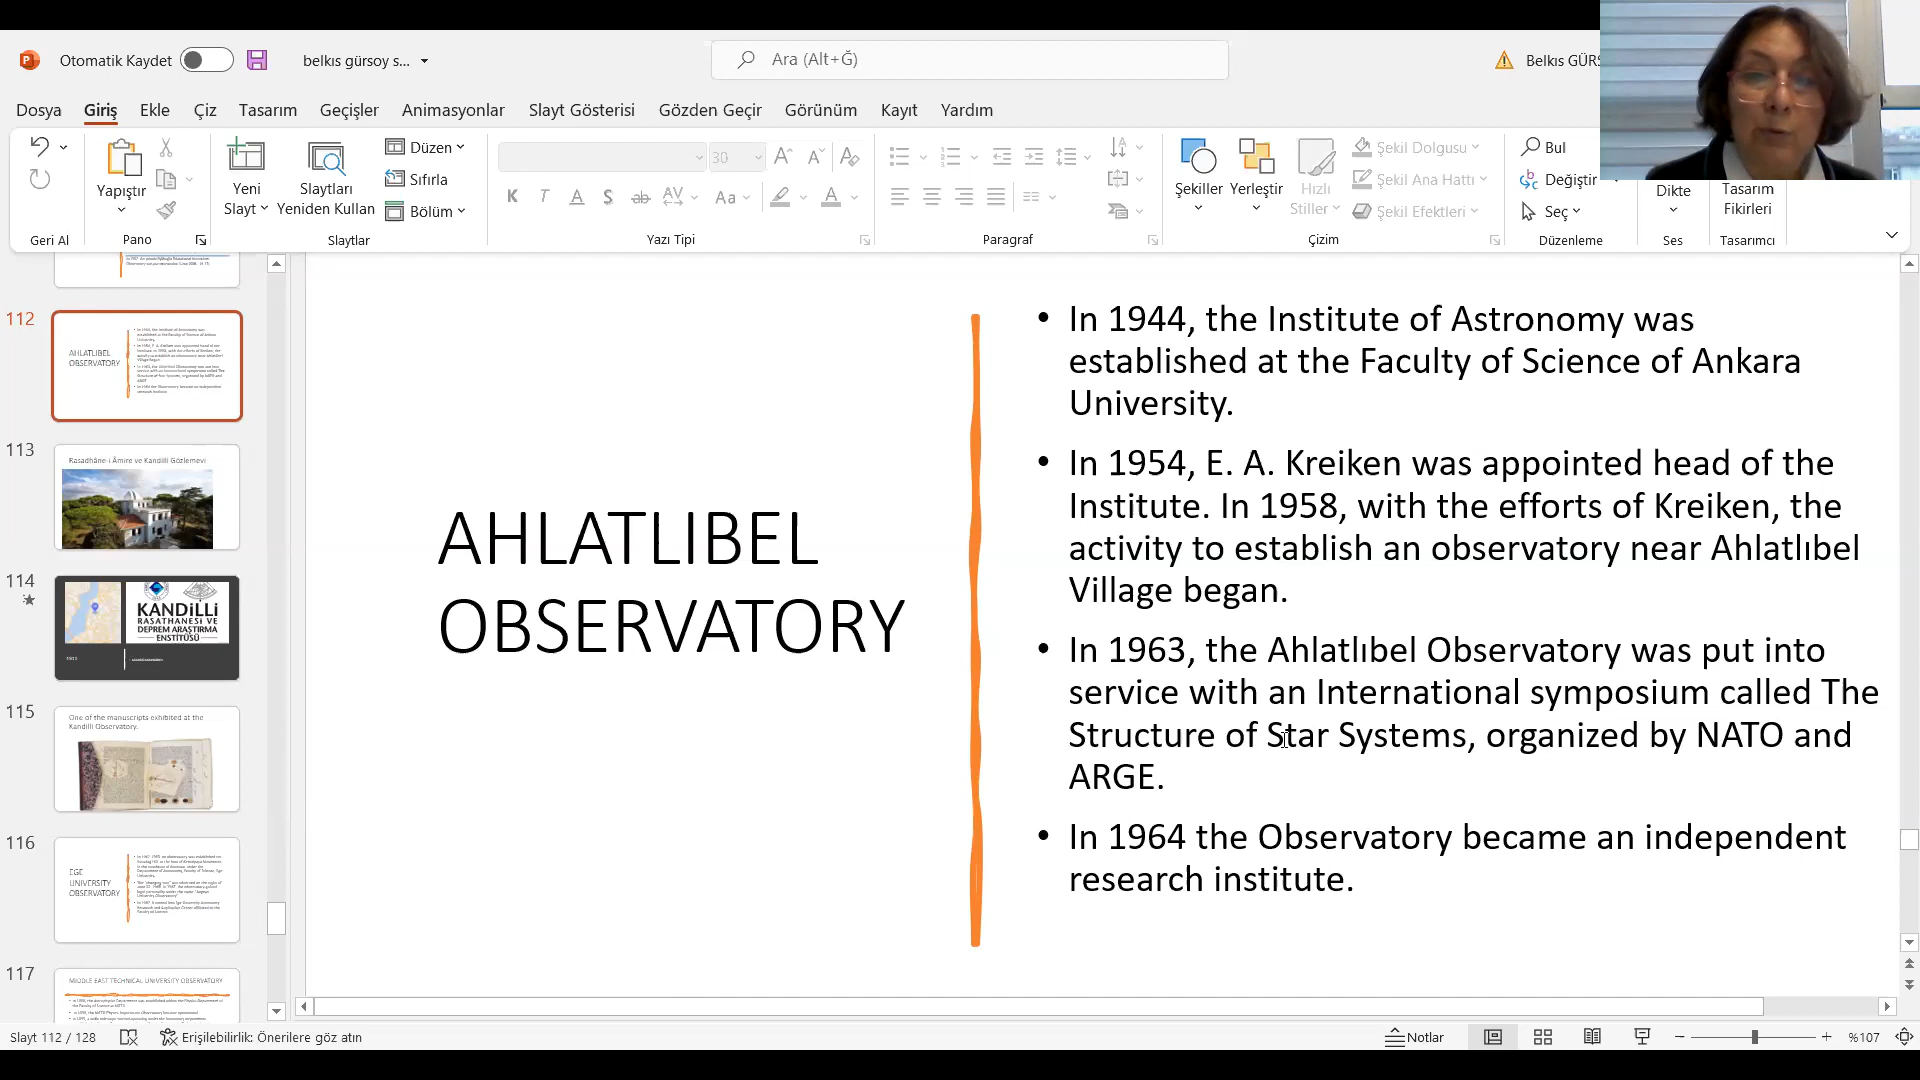 Otomatik Kaydet
belkıs gürsoy s...
Ara (Alt+Ğ)
Belkıs GÜRS
Dosya Giriş Ekle Çiz Tasarım Geçişler Animasyonlar Slayt Gösterisi Gözden Geçir Görünüm Kayıt Yardım
Yapıştır
Yeni
Slayt
Slaytları
Yeniden Kullan
Düzen
Sıfırla
Bölüm
30
Şekiller
Yerleştir
Hızlı
Stiller
Şekil Dolgusu
Şekil Ana Hattı
Şekil Efektleri
Bul
Değiştir
Seç
Dikte
Tasarım
Fikirleri
Geri Al Pano Slaytlar Yazı Tipi Paragraf Çizim Düzenleme Ses Tasarımcı
112
AHLATLIBEL
OBSERVATORY
113
Rasadhâne-i Âmire ve Kandilli Gözlemevi
114
KANDİLLİ
RASATHANESİ VE
DEPREM ARAŞTIRMA
ENSTİTÜSÜ
1911
115
One of the manuscripts exhibited at the
Kandilli Observatory.
116
EGE
UNIVERSITY
OBSERVATORY
117
MIDDLE EAST TECHNICAL UNIVERSITY OBSERVATORY
AHLATLIBEL
OBSERVATORY
• In 1944, the Institute of Astronomy was
established at the Faculty of Science of Ankara
University.
• In 1954, E. A. Kreiken was appointed head of the
Institute. In 1958, with the efforts of Kreiken, the
activity to establish an observatory near Ahlatlıbel
Village began.
• In 1963, the Ahlatlıbel Observatory was put into
service with an International symposium called The
Structure of Star Systems, organized by NATO and
ARGE.
• In 1964 the Observatory became an independent
research institute.
Slayt 112 / 128
Erişilebilirlik: Önerilere göz atın
Notlar
%107